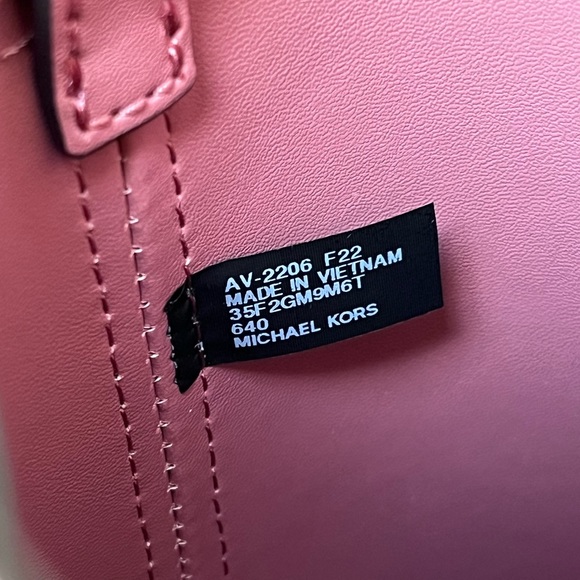 AV-2206 F22
MADE IN VIETNAM
35F2GM9M6T
640
MICHAEL KORS